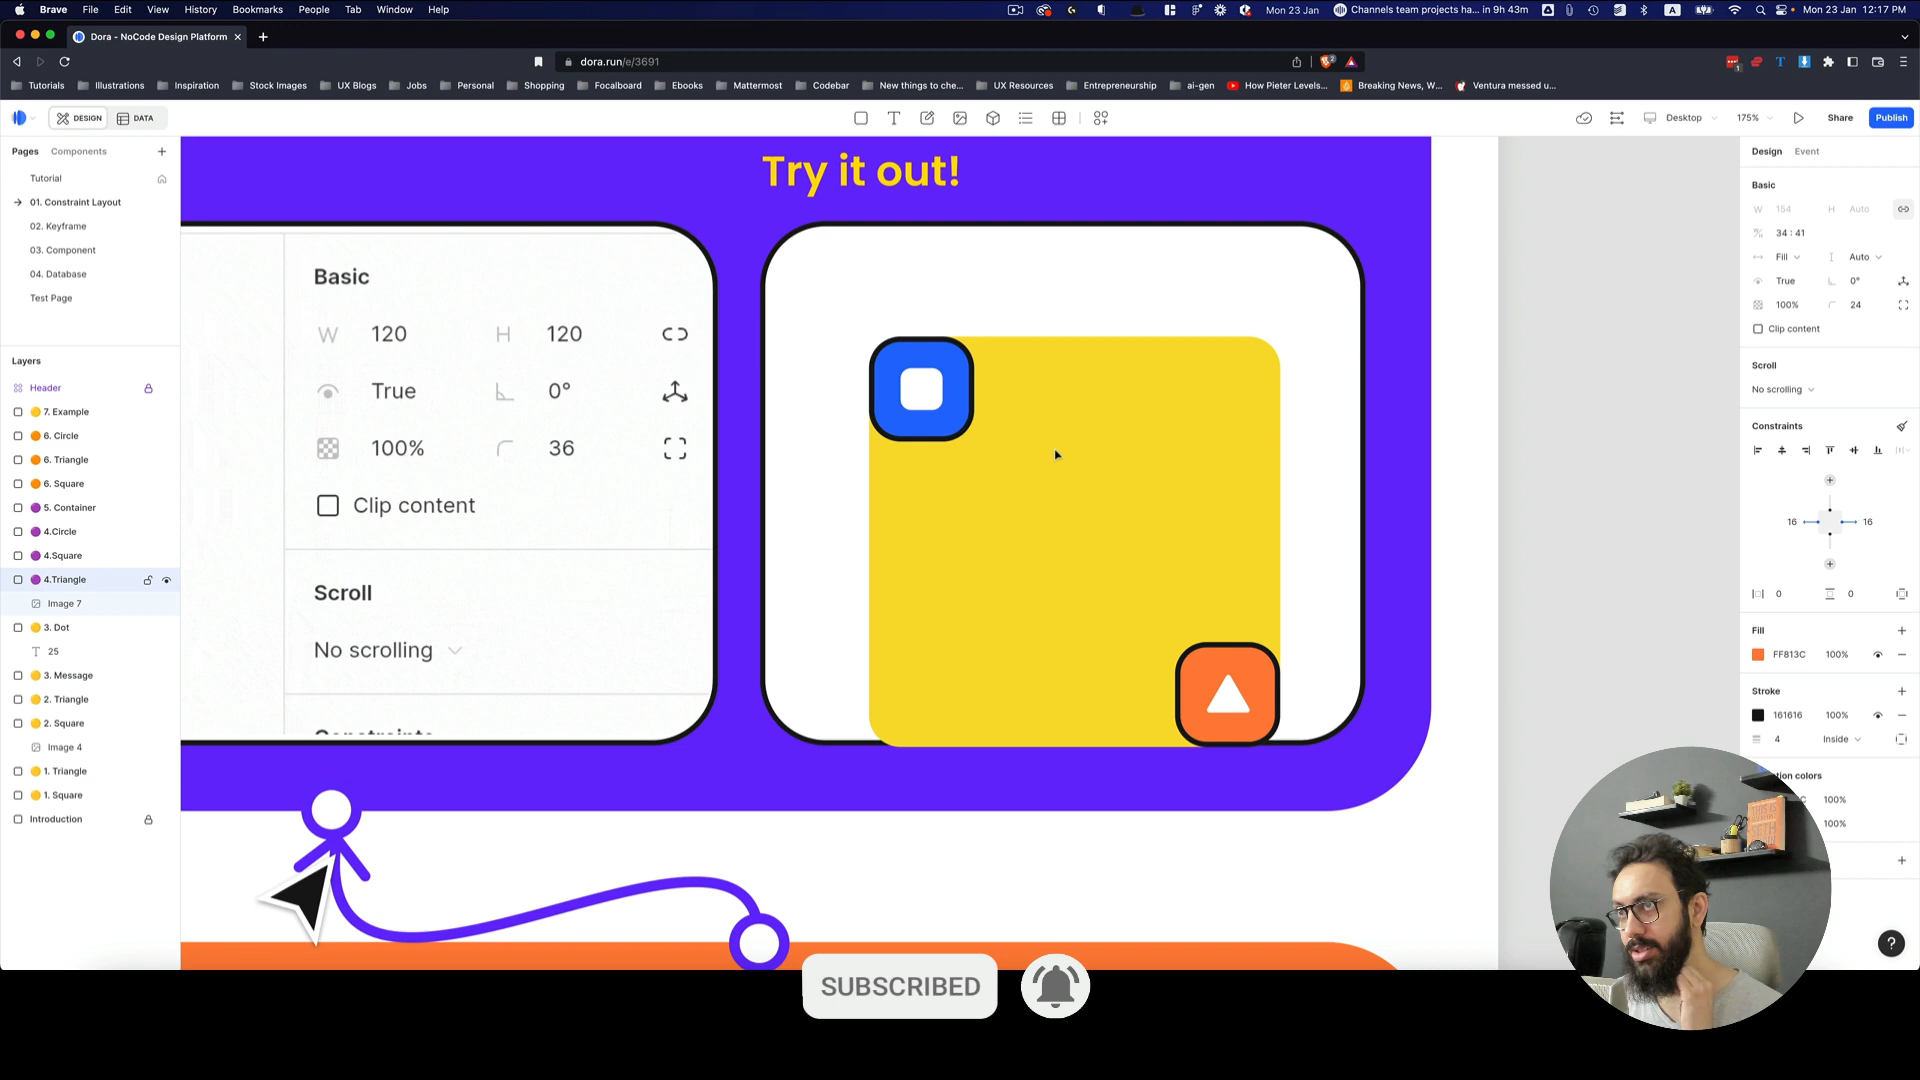 Brave File Edit View History Bookmarks People Tab Window Help
Mon 23 Jan Channels team projects ha... in 9h 43m A Mon 23 Jan 12:17 PM
Dora - NoCode Design Platform
dora.run/e/3691
Tutorials Illustrations Inspiration Stock Images UX Blogs Jobs Personal Shopping Focalboard Ebooks Mattermost Codebar New things to che... UX Resources Entrepreneurship ai-gen How Pieter Levels... Breaking News, W... Ventura messed u...
DESIGN DATA
Desktop 175% Share Publish
Pages Components
Tutorial
01. Constraint Layout
02. Keyframe
03. Component
04. Database
Test Page
Layers
Header
7. Example
6. Circle
6. Triangle
6. Square
5. Container
4.Circle
4.Square
4.Triangle
Image 7
3. Dot
25
3. Message
2. Triangle
2. Square
Image 4
1. Triangle
1. Square
Introduction
Try it out!
Basic
W 120 H 120
True 0°
100% 36
Clip content
Scroll
No scrolling
Design Event
Basic
W 154 H Auto
34 : 41
Fill Auto
True 0°
100% 24
Clip content
Scroll
No scrolling
Constraints
16 16
0 0
Fill
FF813C 100%
Stroke
161616 100%
4 Inside
tion colors
C 100%
100%
?
SUBSCRIBED